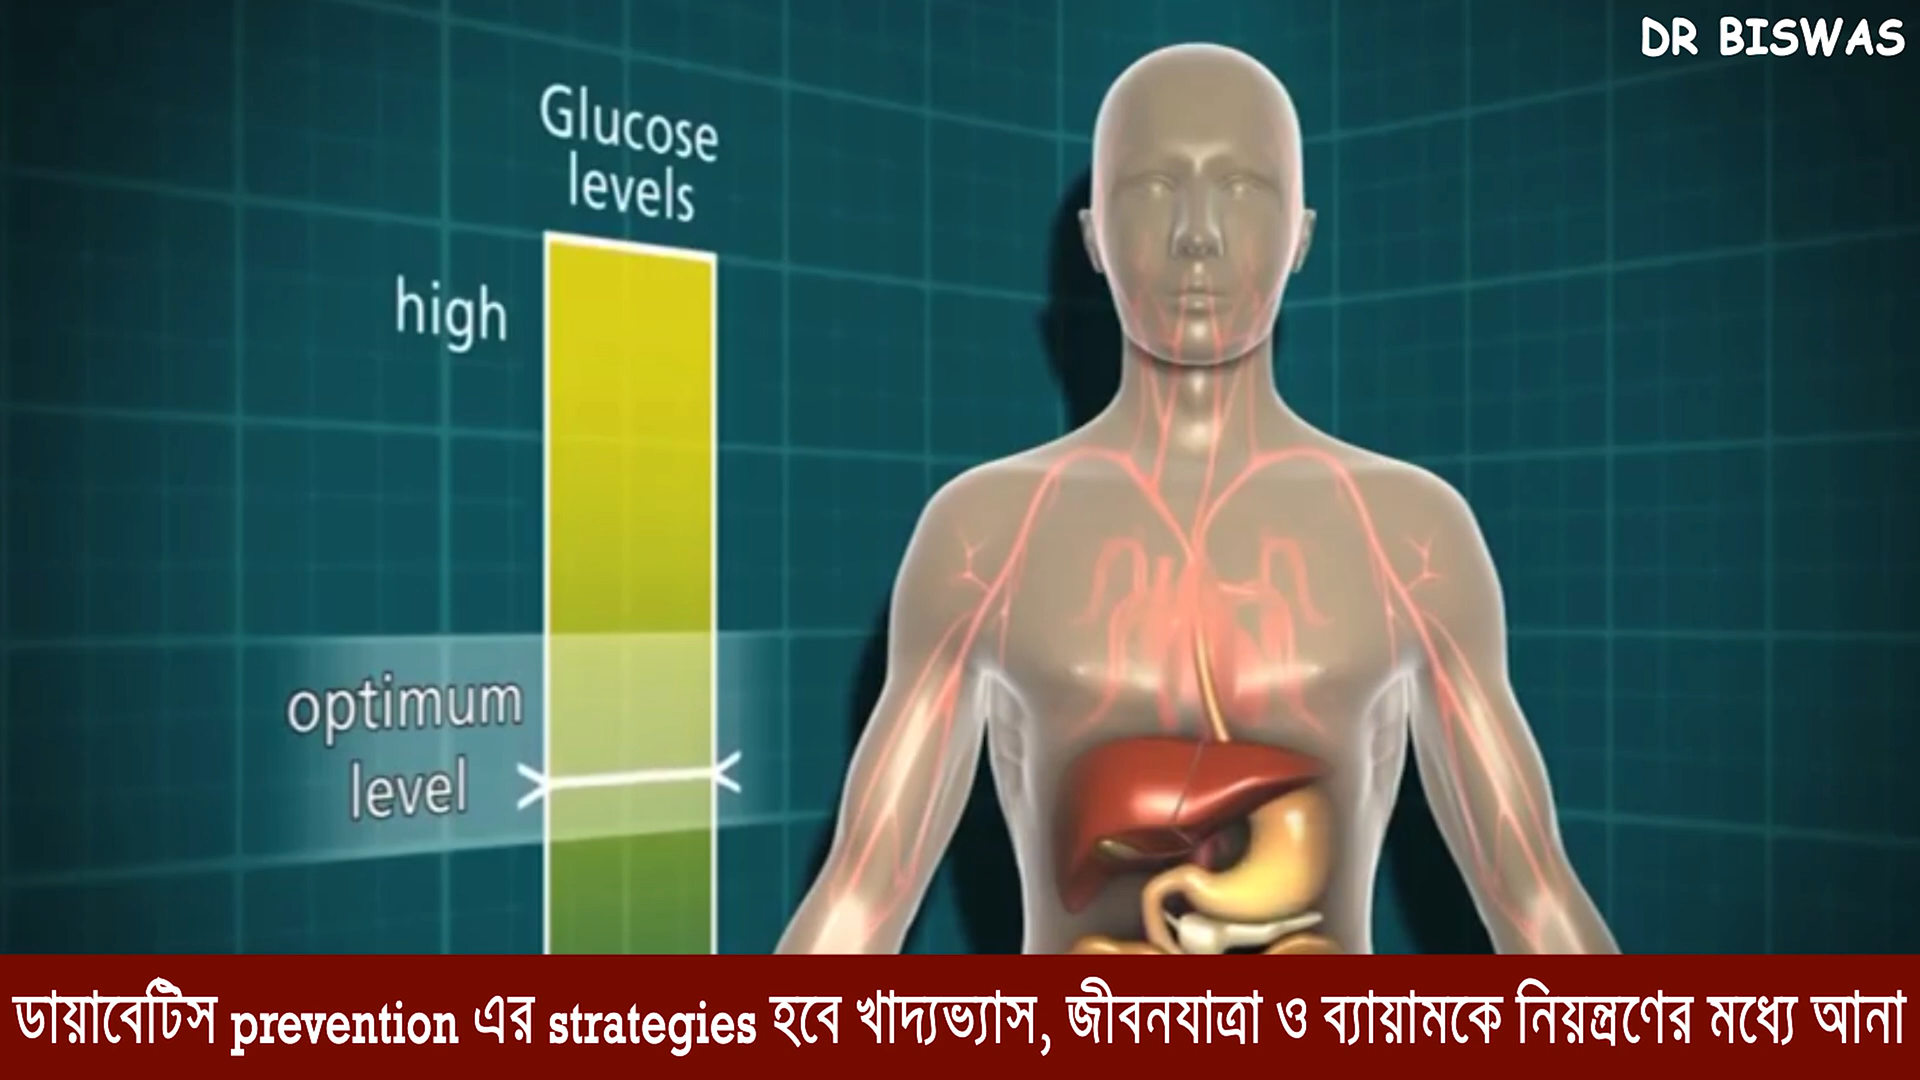 DR BISWAS
Glucose
levels
high
optimum
level
ডায়াবেটিস prevention এর strategies হবে খাদ্যভ্যাস, জীবনযাত্রা ও ব্যায়ামকে নিয়ন্ত্রণের মধ্যে আনা